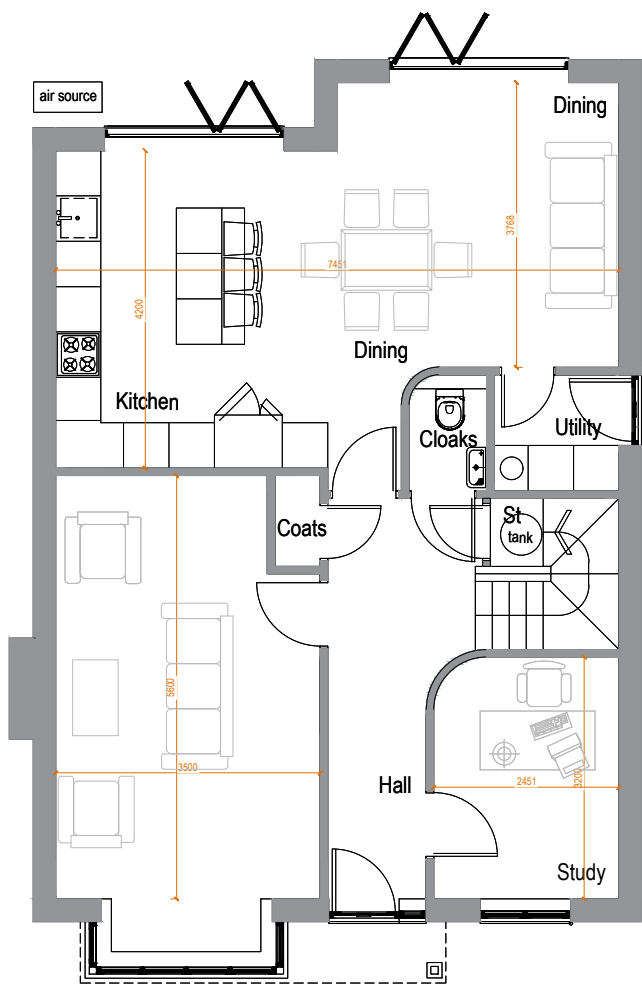 air source
Dining
3768
7451
4200
Dining
Kitchen
Cloaks
Utility
Coats
St
tank
5600
3500
Hall
2451
3200
Study